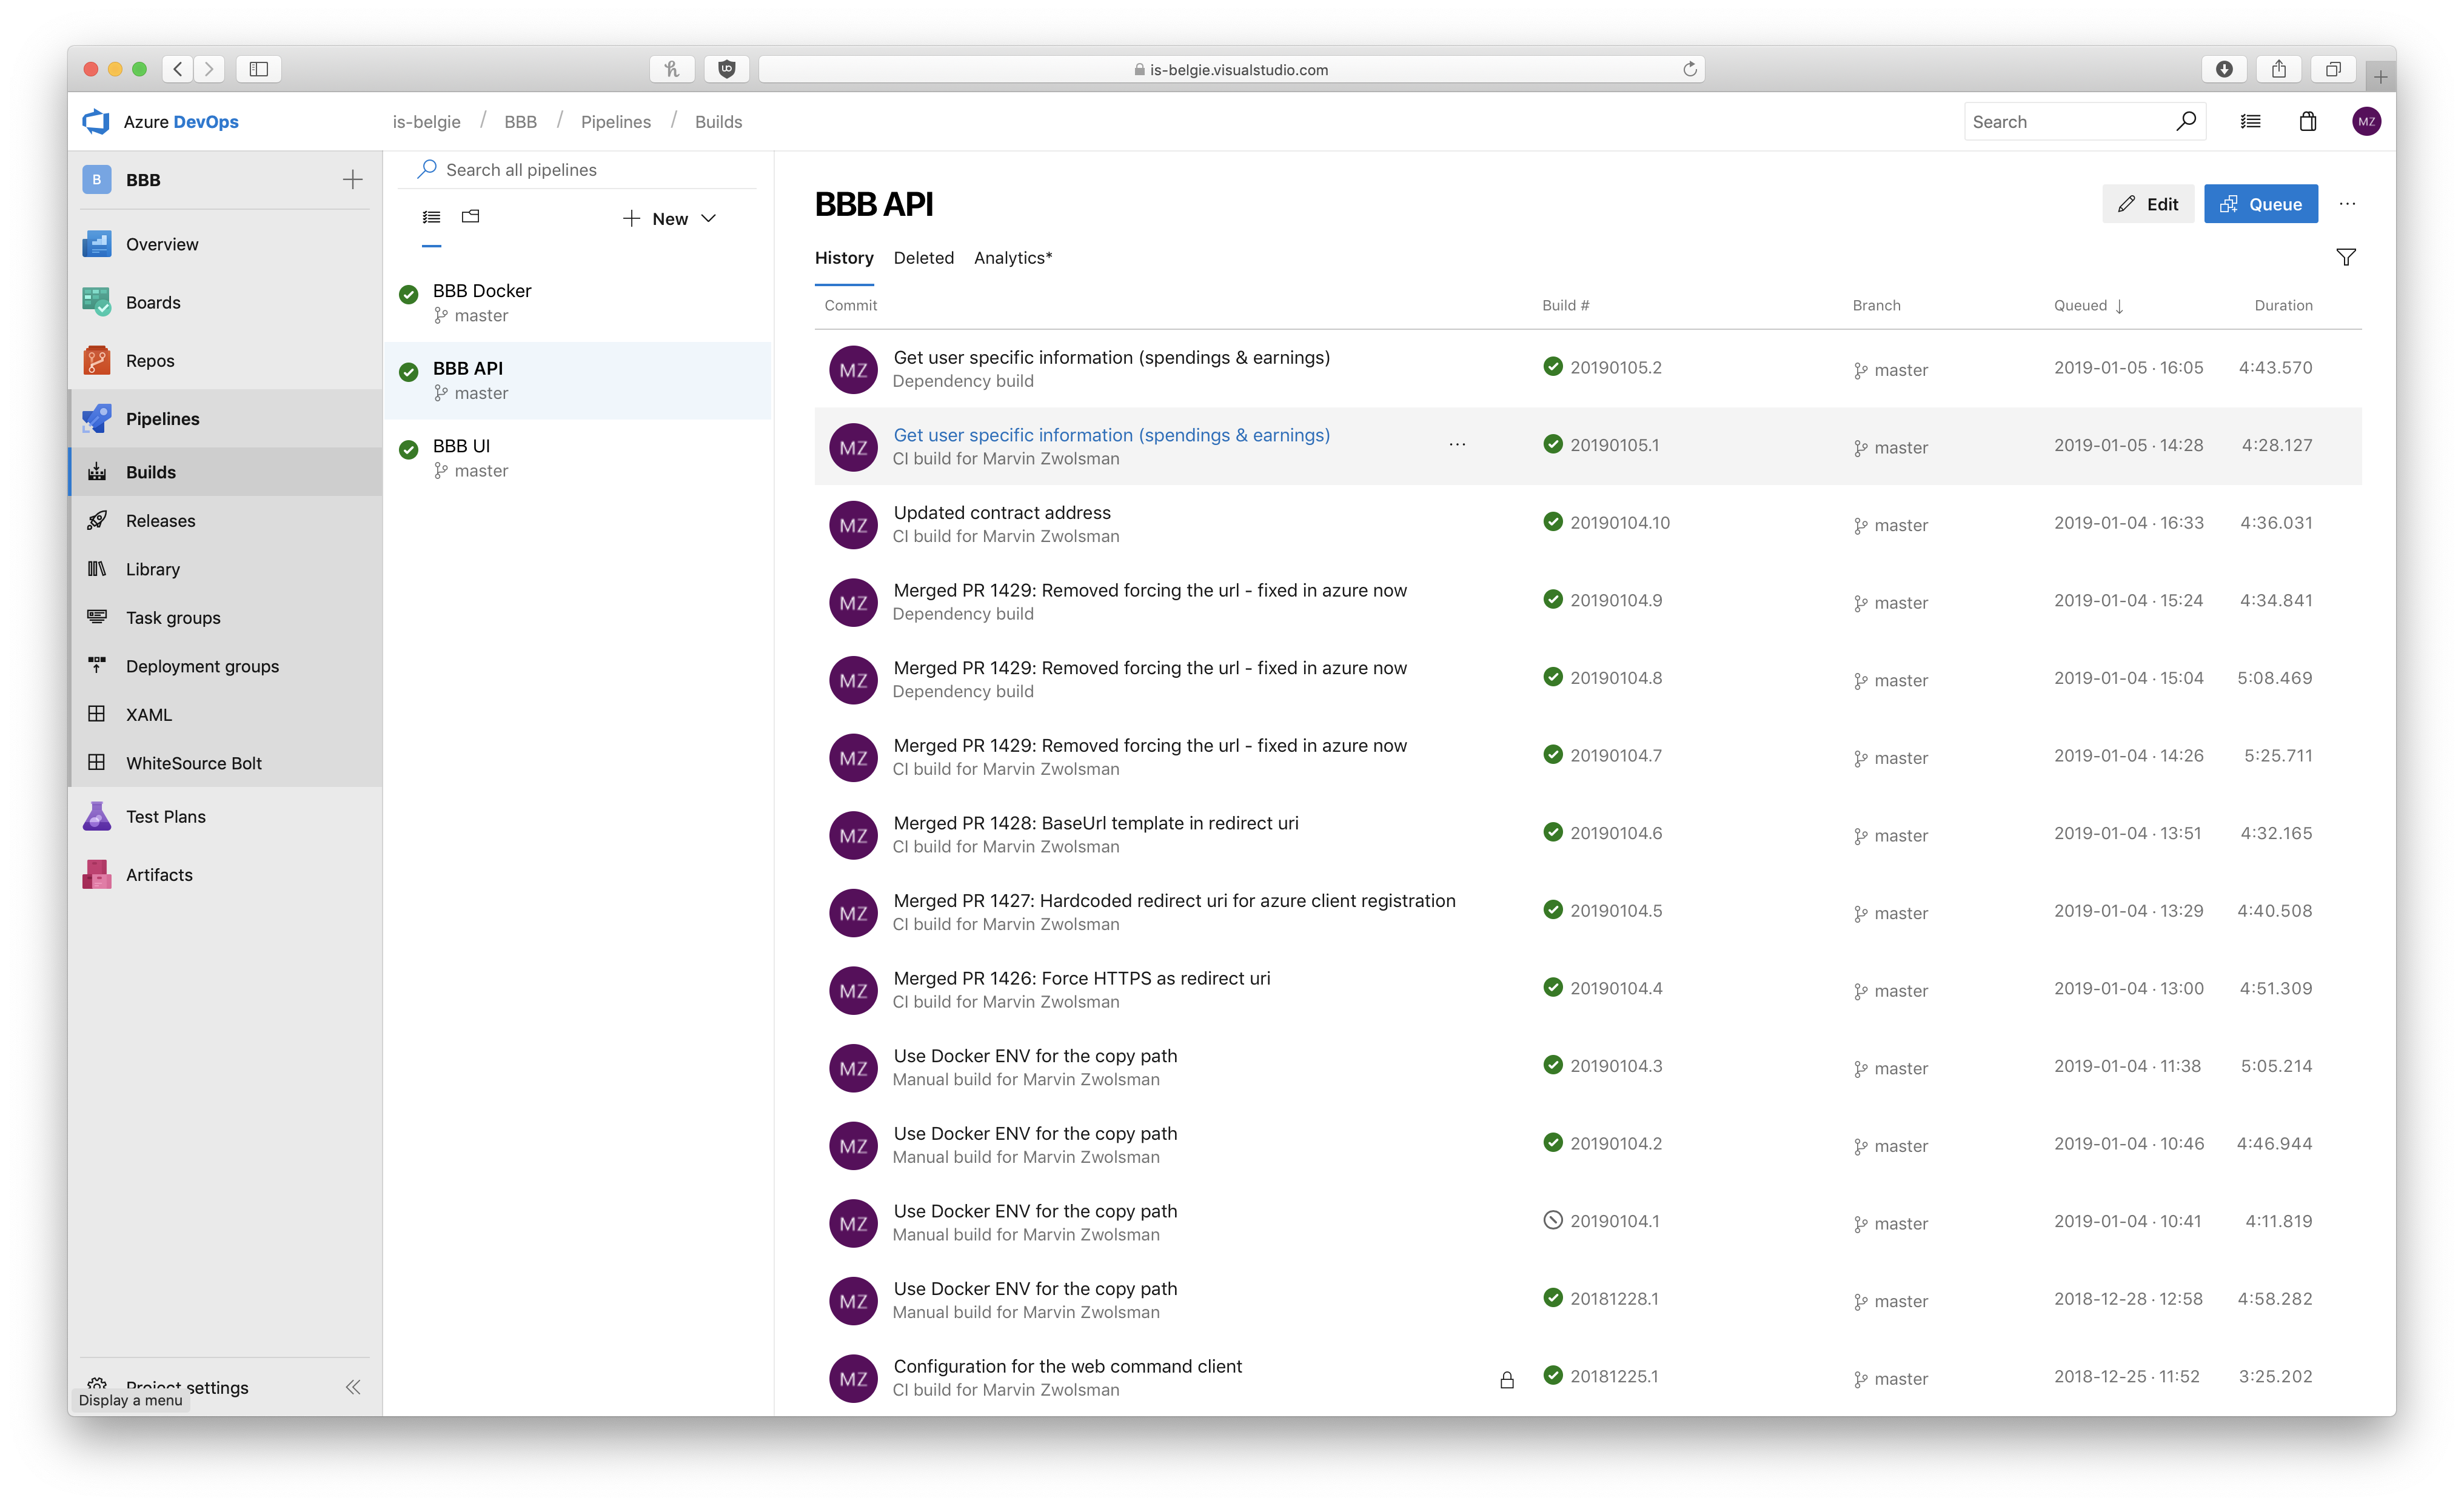 is-belgie.visualstudio.com
Azure DevOps
is-belgie / BBB / Pipelines / Builds
Search
MZ
B BBB
Overview
Boards
Repos
Pipelines
Builds
Releases
Library
Task groups
Deployment groups
XAML
WhiteSource Bolt
Test Plans
Artifacts
Project settings
Display a menu
Search all pipelines
New
BBB Docker
master
BBB API
master
BBB UI
master
BBB API
Edit
Queue
History Deleted Analytics*
Commit Build # Branch Queued Duration
MZ Get user specific information (spendings & earnings) 20190105.2 master 2019-01-05 · 16:05 4:43.570
Dependency build
MZ Get user specific information (spendings & earnings) ... 20190105.1 master 2019-01-05 · 14:28 4:28.127
CI build for Marvin Zwolsman
MZ Updated contract address 20190104.10 master 2019-01-04 · 16:33 4:36.031
CI build for Marvin Zwolsman
MZ Merged PR 1429: Removed forcing the url - fixed in azure now 20190104.9 master 2019-01-04 · 15:24 4:34.841
Dependency build
MZ Merged PR 1429: Removed forcing the url - fixed in azure now 20190104.8 master 2019-01-04 · 15:04 5:08.469
Dependency build
MZ Merged PR 1429: Removed forcing the url - fixed in azure now 20190104.7 master 2019-01-04 · 14:26 5:25.711
CI build for Marvin Zwolsman
MZ Merged PR 1428: BaseUrl template in redirect uri 20190104.6 master 2019-01-04 · 13:51 4:32.165
CI build for Marvin Zwolsman
MZ Merged PR 1427: Hardcoded redirect uri for azure client registration 20190104.5 master 2019-01-04 · 13:29 4:40.508
CI build for Marvin Zwolsman
MZ Merged PR 1426: Force HTTPS as redirect uri 20190104.4 master 2019-01-04 · 13:00 4:51.309
CI build for Marvin Zwolsman
MZ Use Docker ENV for the copy path 20190104.3 master 2019-01-04 · 11:38 5:05.214
Manual build for Marvin Zwolsman
MZ Use Docker ENV for the copy path 20190104.2 master 2019-01-04 · 10:46 4:46.944
Manual build for Marvin Zwolsman
MZ Use Docker ENV for the copy path 20190104.1 master 2019-01-04 · 10:41 4:11.819
Manual build for Marvin Zwolsman
MZ Use Docker ENV for the copy path 20181228.1 master 2018-12-28 · 12:58 4:58.282
Manual build for Marvin Zwolsman
MZ Configuration for the web command client 20181225.1 master 2018-12-25 · 11:52 3:25.202
CI build for Marvin Zwolsman